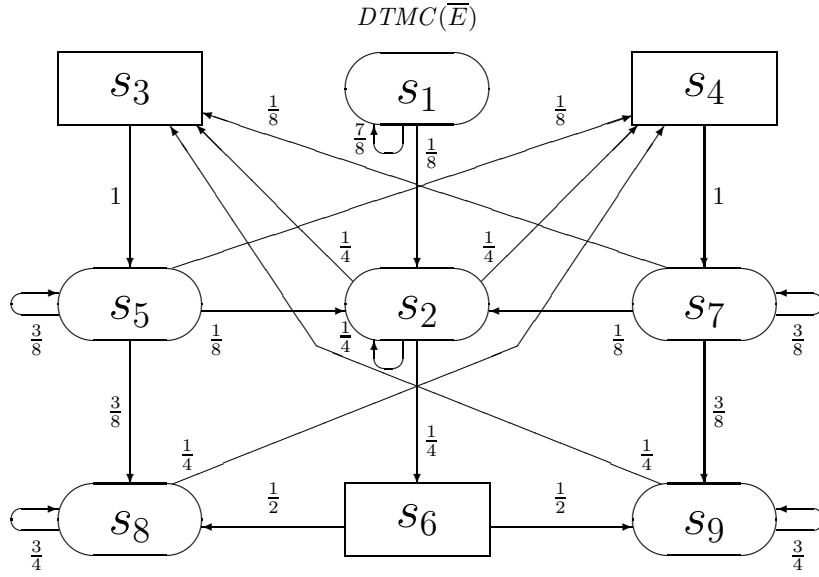 DTMC(E̅)
s₃ s₁ s₄
1/8 1/8
7/8 1/8
1 1
1/4 1/4
s₅ s₂ s₇
3/8 1/8 1/4 1/8 3/8
3/8 3/8
1/4 1/4 1/4
1/2 1/2
s₈ s₆ s₉
3/4 3/4